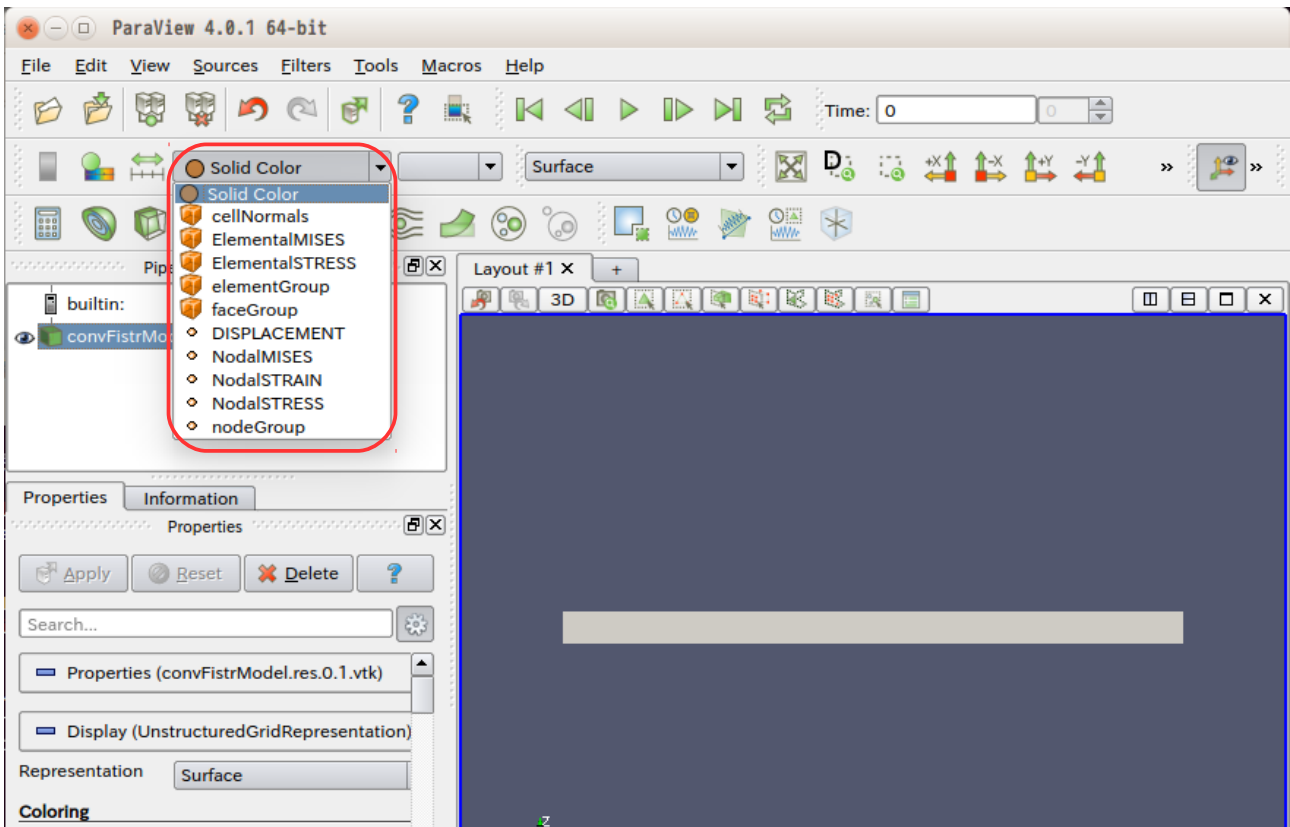 ParaView 4.0.1 64-bit
File Edit View Sources Filters Tools Macros Help
Time: 0 0
Solid Color Surface D +X -X +Y -Y »  »
Solid Color
cellNormals
ElementalMISES
ElementalSTRESS
elementGroup
faceGroup
DISPLACEMENT
NodalMISES
NodalSTRAIN
NodalSTRESS
nodeGroup
Layout #1 X +
3D
builtin:
Properties Information
Properties
Apply Reset Delete ?
Search...
Properties (convFistrModel.res.0.1.vtk)
Display (UnstructuredGridRepresentation)
Representation Surface
Coloring
Z